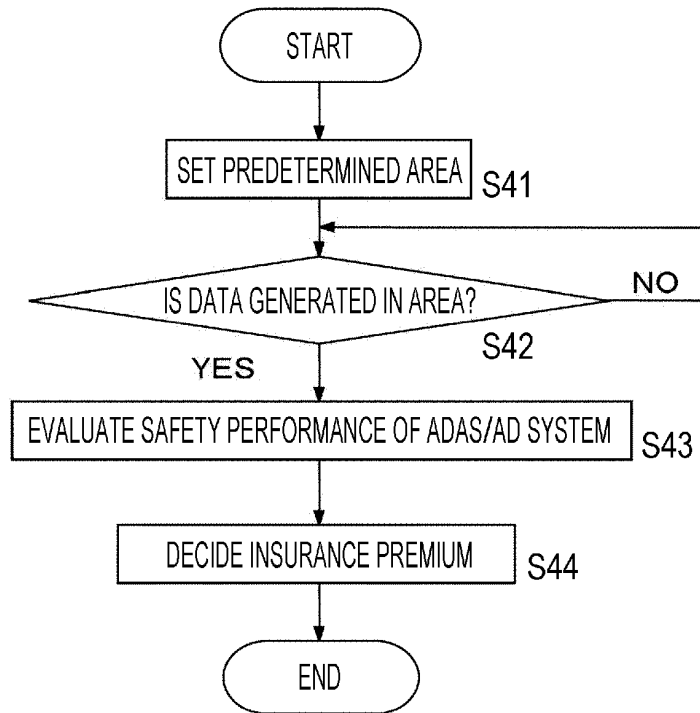 START
SET PREDETERMINED AREA
S41
IS DATA GENERATED IN AREA?
NO
S42
YES
EVALUATE SAFETY PERFORMANCE OF ADAS/AD SYSTEM
S43
DECIDE INSURANCE PREMIUM
S44
END